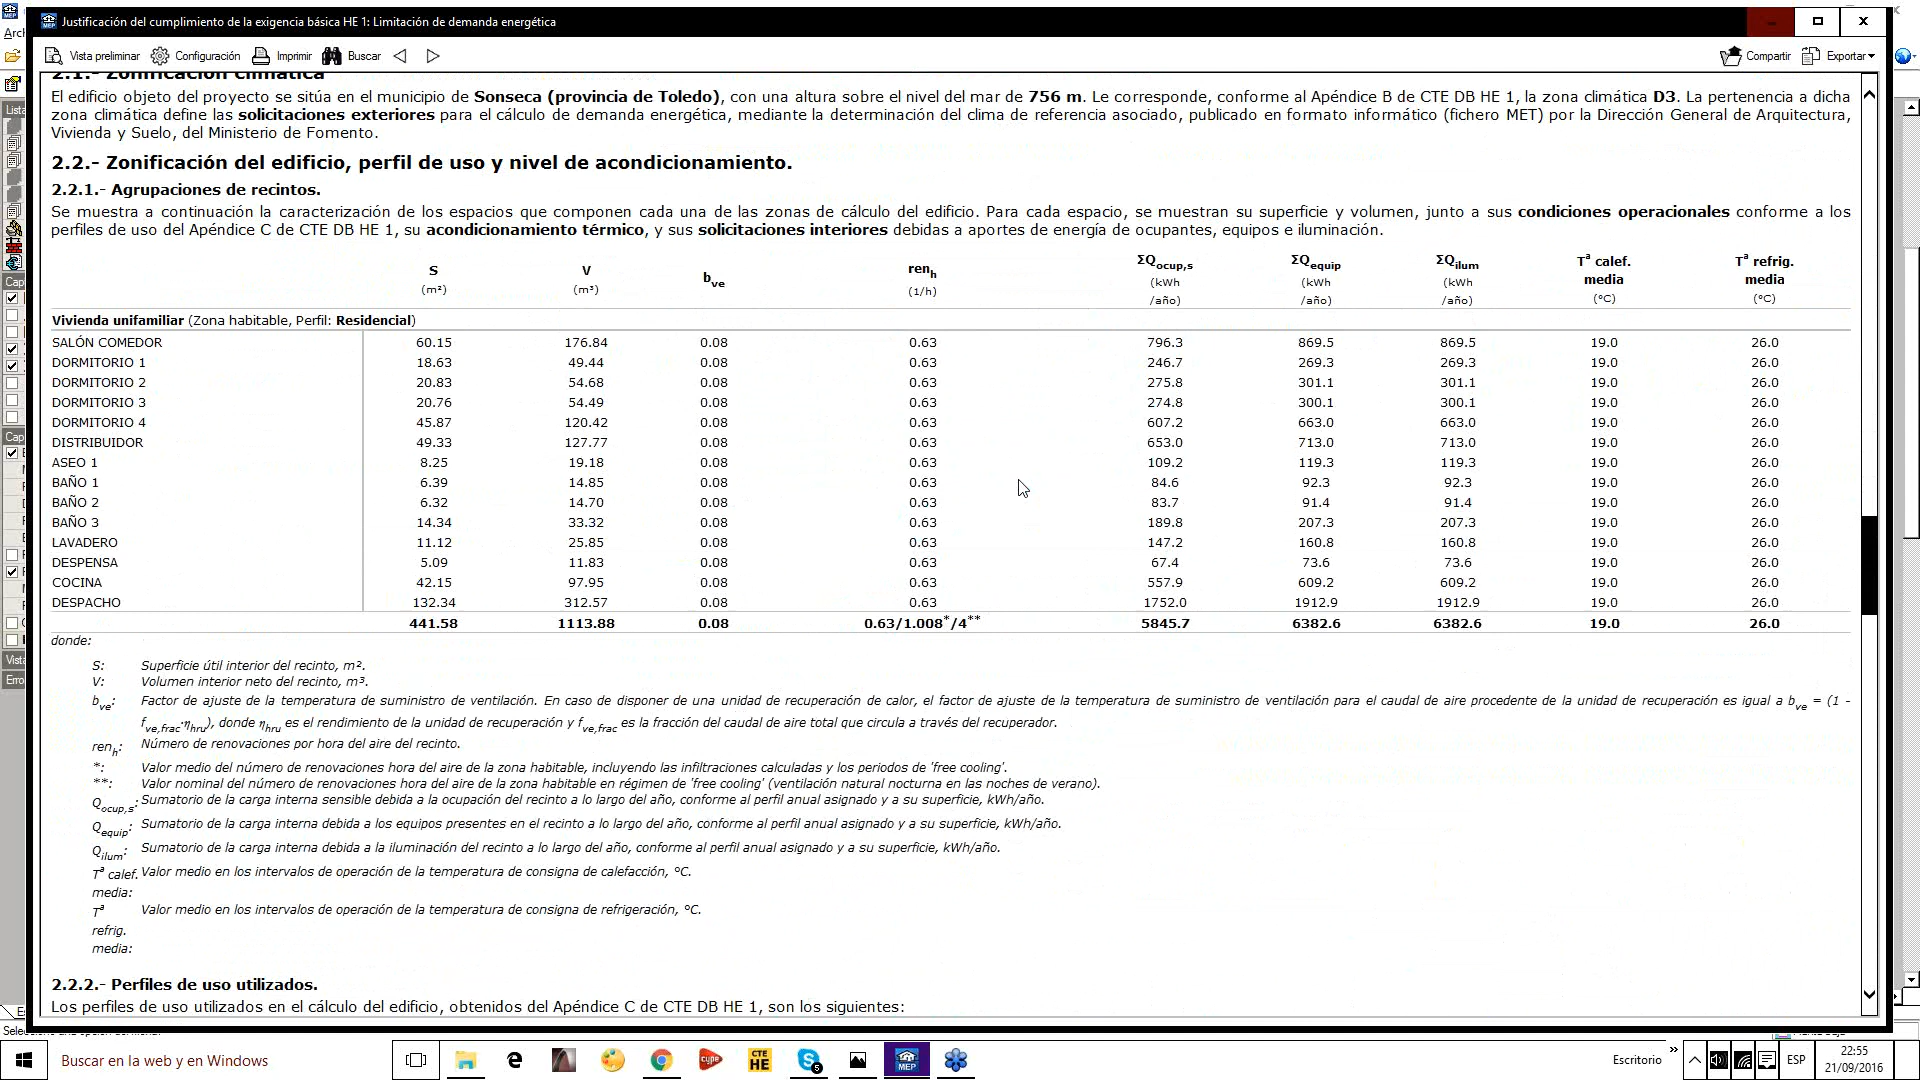 Justificación del cumplimiento de la exigencia básica HE 1: Limitación de demanda energética
Arch
Vista preliminar Configuración Imprimir Buscar Compartir Exportar
2.1.- Zonificación climática
El edificio objeto del proyecto se sitúa en el municipio de Sonseca (provincia de Toledo), con una altura sobre el nivel del mar de 756 m. Le corresponde, conforme al Apéndice B de CTE DB HE 1, la zona climática D3. La pertenencia a dicha
zona climática define las solicitaciones exteriores para el cálculo de demanda energética, mediante la determinación del clima de referencia asociado, publicado en formato informático (fichero MET) por la Dirección General de Arquitectura,
Vivienda y Suelo, del Ministerio de Fomento.
2.2.- Zonificación del edificio, perfil de uso y nivel de acondicionamiento.
2.2.1.- Agrupaciones de recintos.
Se muestra a continuación la caracterización de los espacios que componen cada una de las zonas de cálculo del edificio. Para cada espacio, se muestran su superficie y volumen, junto a sus condiciones operacionales conforme a los
perfiles de uso del Apéndice C de CTE DB HE 1, su acondicionamiento térmico, y sus solicitaciones interiores debidas a aportes de energía de ocupantes, equipos e iluminación.
S (m²) V (m³) bve renh (1/h) ΣQocup,s (kWh /año) ΣQequip (kWh /año) ΣQilum (kWh /año) Tª calef. media (°C) Tª refrig. media (°C)
Vivienda unifamiliar (Zona habitable, Perfil: Residencial)
SALÓN COMEDOR 60.15 176.84 0.08 0.63 796.3 869.5 869.5 19.0 26.0
DORMITORIO 1 18.63 49.44 0.08 0.63 246.7 269.3 269.3 19.0 26.0
DORMITORIO 2 20.83 54.68 0.08 0.63 275.8 301.1 301.1 19.0 26.0
DORMITORIO 3 20.76 54.49 0.08 0.63 274.8 300.1 300.1 19.0 26.0
DORMITORIO 4 45.87 120.42 0.08 0.63 607.2 663.0 663.0 19.0 26.0
DISTRIBUIDOR 49.33 127.77 0.08 0.63 653.0 713.0 713.0 19.0 26.0
ASEO 1 8.25 19.18 0.08 0.63 109.2 119.3 119.3 19.0 26.0
BAÑO 1 6.39 14.85 0.08 0.63 84.6 92.3 92.3 19.0 26.0
BAÑO 2 6.32 14.70 0.08 0.63 83.7 91.4 91.4 19.0 26.0
BAÑO 3 14.34 33.32 0.08 0.63 189.8 207.3 207.3 19.0 26.0
LAVADERO 11.12 25.85 0.08 0.63 147.2 160.8 160.8 19.0 26.0
DESPENSA 5.09 11.83 0.08 0.63 67.4 73.6 73.6 19.0 26.0
COCINA 42.15 97.95 0.08 0.63 557.9 609.2 609.2 19.0 26.0
DESPACHO 132.34 312.57 0.08 0.63 1752.0 1912.9 1912.9 19.0 26.0
441.58 1113.88 0.08 0.63/1.008*/4** 5845.7 6382.6 6382.6 19.0 26.0
donde:
S: Superficie útil interior del recinto, m².
V: Volumen interior neto del recinto, m³.
bve: Factor de ajuste de la temperatura de suministro de ventilación. En caso de disponer de una unidad de recuperación de calor, el factor de ajuste de la temperatura de suministro de ventilación para el caudal de aire procedente de la unidad de recuperación es igual a bve = (1 -
fve,frac·ηhru), donde ηhru es el rendimiento de la unidad de recuperación y fve,frac es la fracción del caudal de aire total que circula a través del recuperador.
renh: Número de renovaciones por hora del aire del recinto.
*: Valor medio del número de renovaciones hora del aire de la zona habitable, incluyendo las infiltraciones calculadas y los periodos de 'free cooling'.
**: Valor nominal del número de renovaciones hora del aire de la zona habitable en régimen de 'free cooling' (ventilación natural nocturna en las noches de verano).
Qocup,s: Sumatorio de la carga interna sensible debida a la ocupación del recinto a lo largo del año, conforme al perfil anual asignado y a su superficie, kWh/año.
Qequip: Sumatorio de la carga interna debida a los equipos presentes en el recinto a lo largo del año, conforme al perfil anual asignado y a su superficie, kWh/año.
Qilum: Sumatorio de la carga interna debida a la iluminación del recinto a lo largo del año, conforme al perfil anual asignado y a su superficie, kWh/año.
Tª calef. Valor medio en los intervalos de operación de la temperatura de consigna de calefacción, °C.
media:
Tª Valor medio en los intervalos de operación de la temperatura de consigna de refrigeración, °C.
refrig.
media:
2.2.2.- Perfiles de uso utilizados.
Los perfiles de uso utilizados en el cálculo del edificio, obtenidos del Apéndice C de CTE DB HE 1, son los siguientes:
Lista
Cap
Cap
Vista
Erro
Buscar en la web y en Windows
cype
CTE
HE
MEP
Escritorio
ESP
22:55
21/09/2016